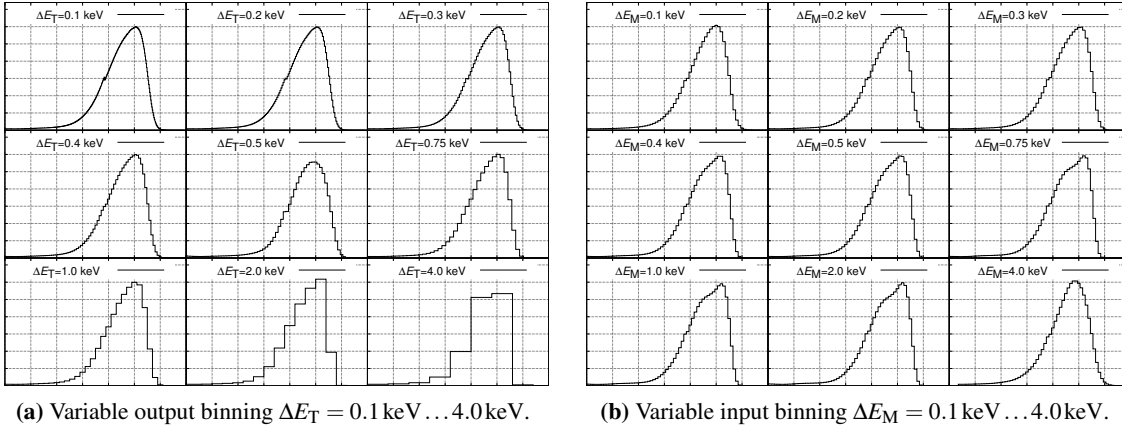 ΔE_T=0.1 keV
ΔE_T=0.2 keV
ΔE_T=0.3 keV
ΔE_T=0.4 keV
ΔE_T=0.5 keV
ΔE_T=0.75 keV
ΔE_T=1.0 keV
ΔE_T=2.0 keV
ΔE_T=4.0 keV
(a) Variable output binning ΔE_T = 0.1 keV...4.0 keV.
ΔE_M=0.1 keV
ΔE_M=0.2 keV
ΔE_M=0.3 keV
ΔE_M=0.4 keV
ΔE_M=0.5 keV
ΔE_M=0.75 keV
ΔE_M=1.0 keV
ΔE_M=2.0 keV
ΔE_M=4.0 keV
(b) Variable input binning ΔE_M = 0.1 keV...4.0 keV.